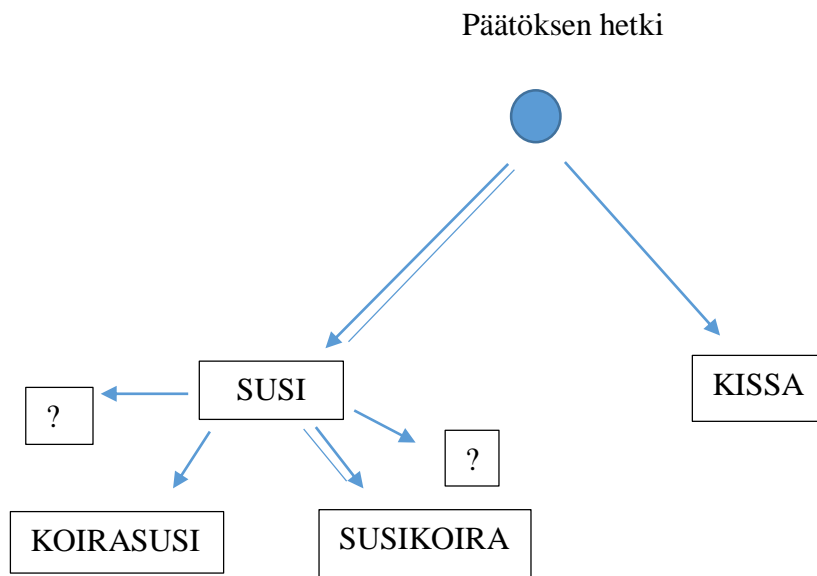 Päätöksen hetki
SUSI
KISSA
?
?
KOIRASUSI
SUSIKOIRA